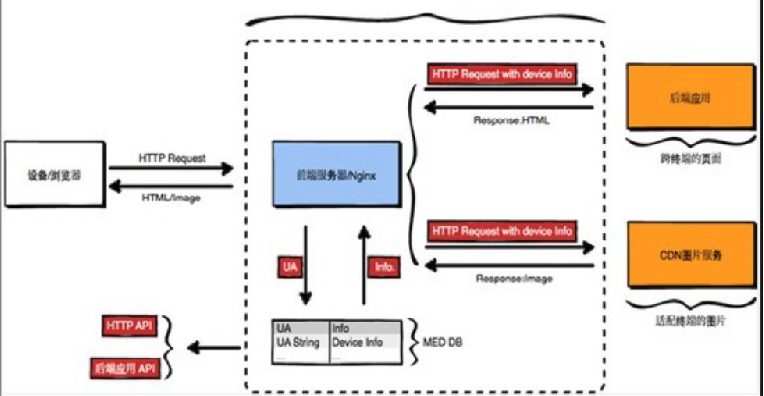 HTTP Request with device Info
后端应用
Response:HTML
跨终端的页面
设备/浏览器
HTTP Request
HTML/Image
前端服务器/Nginx
HTTP Request with device Info
CDN图片服务
Response:Image
适配终端的图片
UA
Info.
HTTP API
后端应用 API
UA Info
UA String Device Info
... ...
MED DB